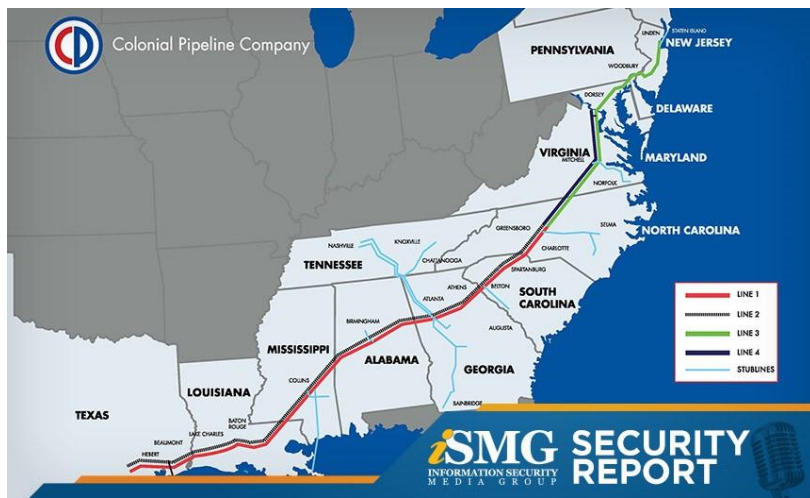 CP Colonial Pipeline Company
STATEN ISLAND
LINDEN
NEW JERSEY
PENNSYLVANIA
WOODBURY
DORSEY
DELAWARE
VIRGINIA
MITCHELL
MARYLAND
NORFOLK
GREENSBORO
SELMA
NORTH CAROLINA
NASHVILLE
KNOXVILLE
CHATTANOOGA
CHARLOTTE
TENNESSEE
SPARTANBURG
ATHENS
BELTON
SOUTH
CAROLINA
ATLANTA
BIRMINGHAM
AUGUSTA
MISSISSIPPI
ALABAMA
GEORGIA
COLLINS
LOUISIANA
BAINBRIDGE
TEXAS
BATON
ROUGE
LAKE CHARLES
BEAUMONT
HEBERT
LINE 1
LINE 2
LINE 3
LINE 4
STUBLINES
iSMG
INFORMATION SECURITY
MEDIA GROUP
SECURITY
REPORT